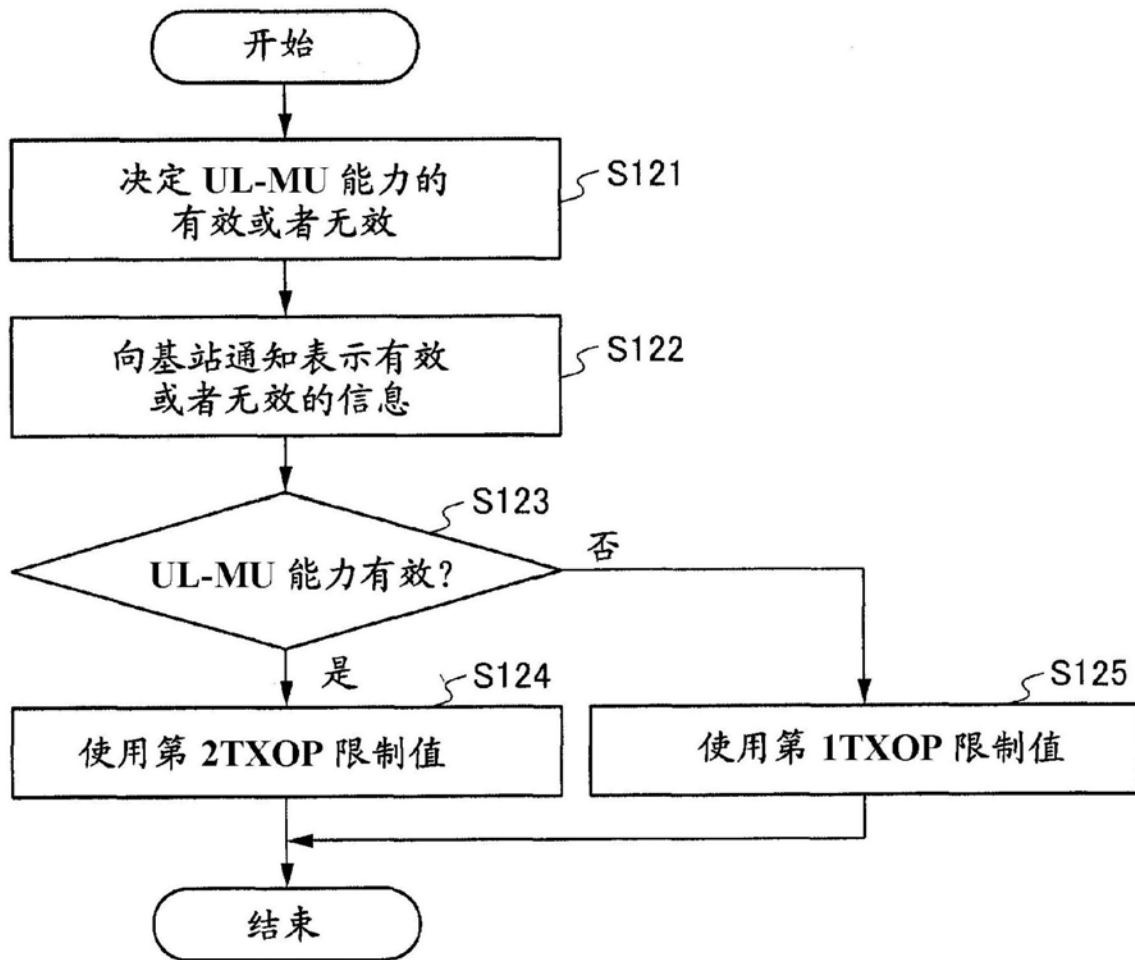 开始
决定 UL-MU 能力的
有效或者无效
S121
向基站通知表示有效
或者无效的信息
S122
S123
UL-MU 能力有效?
否
是
S124
使用第 2TXOP 限制值
S125
使用第 1TXOP 限制值
结束